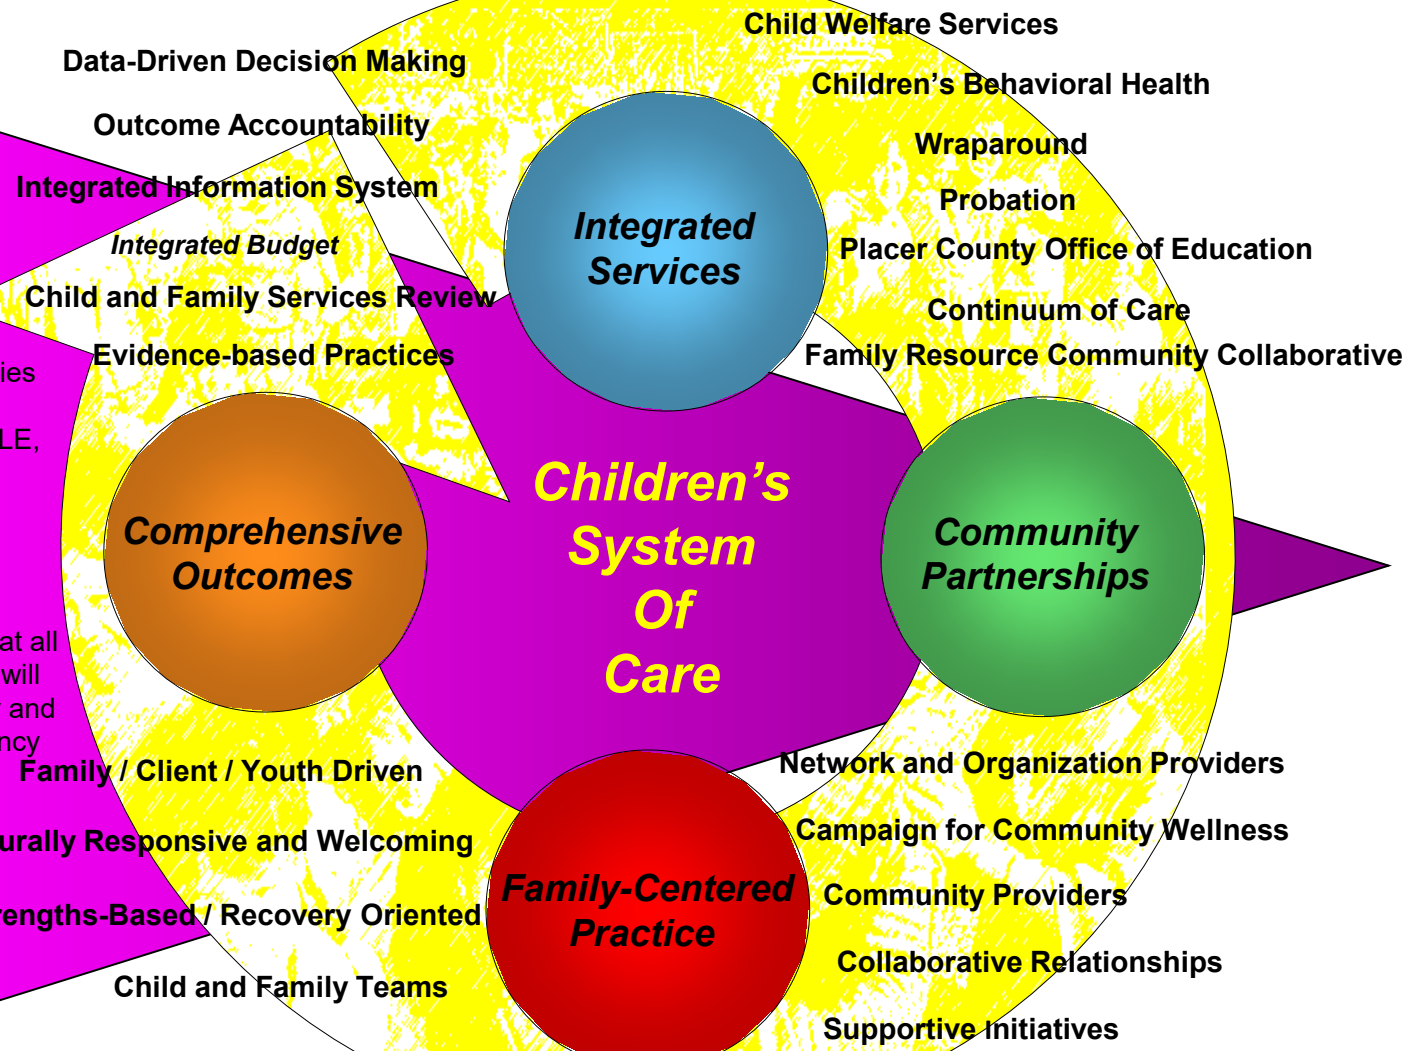 Data-Driven Decision Making
Outcome Accountability
Integrated Information System
Integrated Budget
Child and Family Services Review
Evidence-based Practices
Child Welfare Services
Children’s Behavioral Health
Wraparound
Probation
Placer County Office of Education
Continuum of Care
Family Resource Community Collaborative
Integrated
Services
Comprehensive
Outcomes
Children’s
System
Of
Care
Community
Partnerships
Family-Centered
Practice
ies
LE,
at all
will
and
ncy
Family / Client / Youth Driven
urally Responsive and Welcoming
rengths-Based / Recovery Oriented
Child and Family Teams
Network and Organization Providers
Campaign for Community Wellness
Community Providers
Collaborative Relationships
Supportive Initiatives